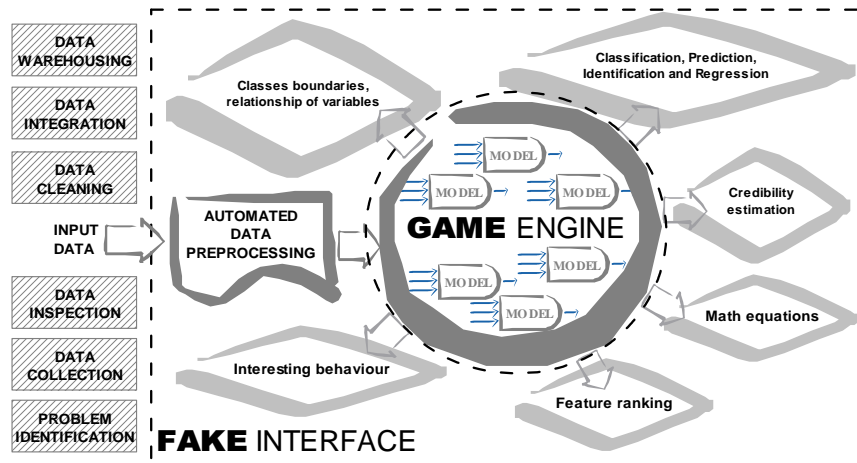 DATA
WAREHOUSING
DATA
INTEGRATION
DATA
CLEANING
INPUT
DATA
DATA
INSPECTION
DATA
COLLECTION
PROBLEM
IDENTIFICATION
AUTOMATED
DATA
PREPROCESSING
Classes boundaries,
relationship of variables
Classification, Prediction,
Identification and Regression
MODEL
MODEL
MODEL
GAME ENGINE
MODEL
MODEL
MODEL
Credibility
estimation
Math equations
Interesting behaviour
Feature ranking
FAKE INTERFACE